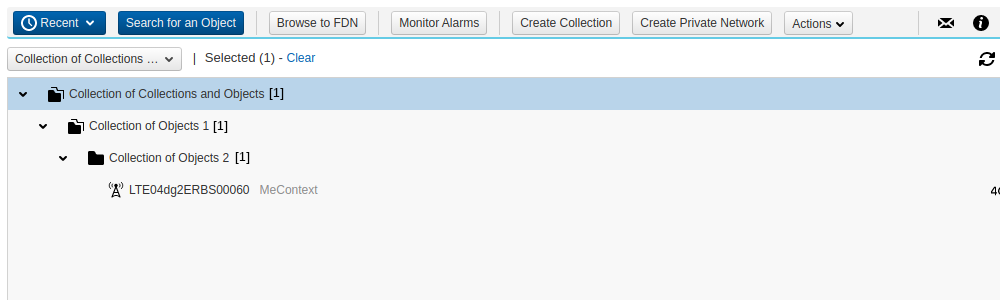 Recent Search for an Object Browse to FDN Monitor Alarms Create Collection Create Private Network Actions
Collection of Collections ... | Selected (1) - Clear
Collection of Collections and Objects [1]
Collection of Objects 1 [1]
Collection of Objects 2 [1]
LTE04dg2ERBS00060 MeContext